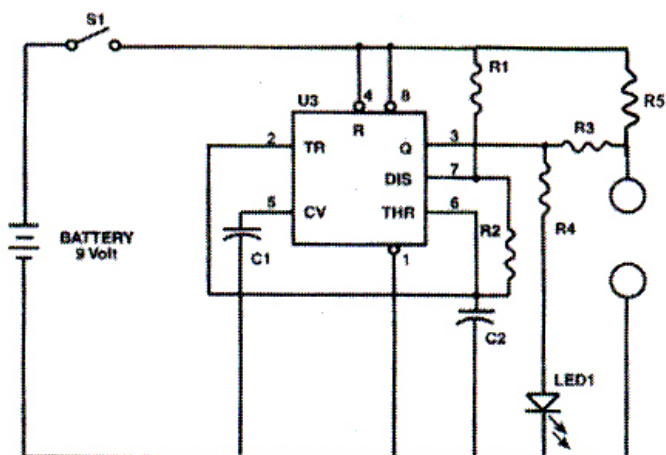 S1
R1
U3
4
8
R5
R
2
TR
Q
3
R3
DIS
7
5
CV
THR
6
R2
R4
BATTERY
9 Volt
C1
1
C2
LED1